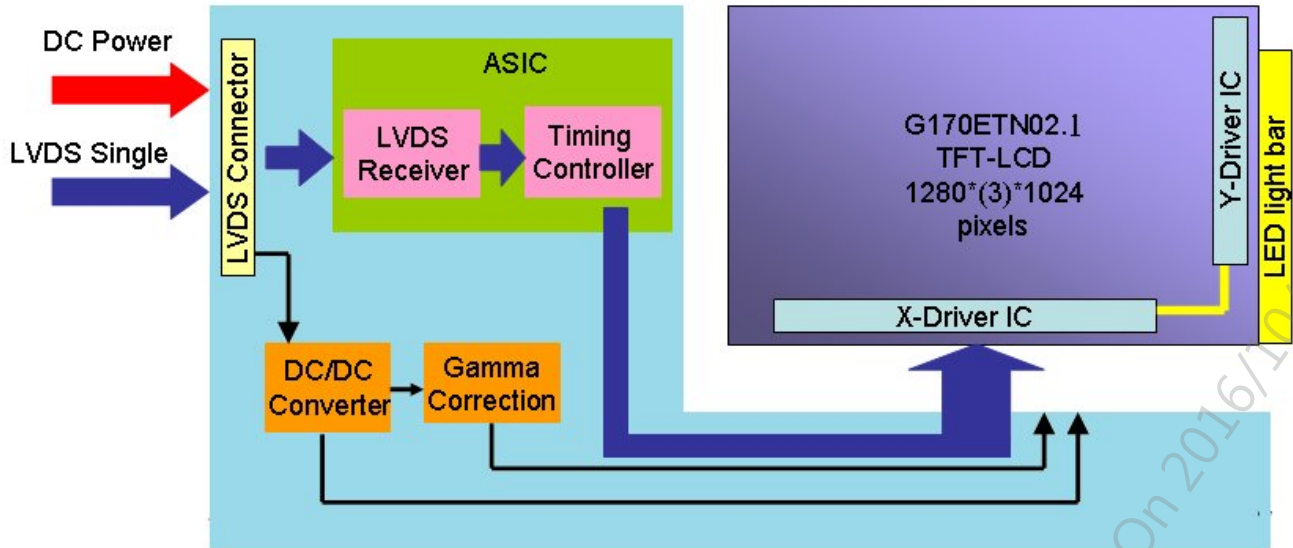 DC Power
LVDS Single
LVDS Connector
ASIC
LVDS
Receiver
Timing
Controller
DC/DC
Converter
Gamma
Correction
G170ETN02.1
TFT-LCD
1280*(3)*1024
pixels
Y-Driver IC
LED light bar
X-Driver IC
On 2016/10